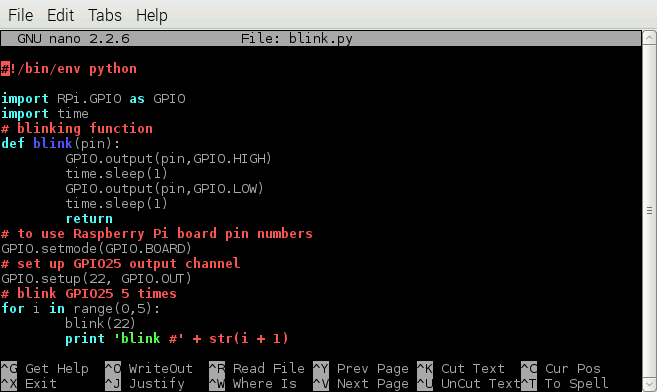 File Edit Tabs Help
GNU nano 2.2.6 File: blink.py
#!/bin/env python
import RPi.GPIO as GPIO
import time
# blinking function
def blink(pin):
        GPIO.output(pin,GPIO.HIGH)
        time.sleep(1)
        GPIO.output(pin,GPIO.LOW)
        time.sleep(1)
        return
# to use Raspberry Pi board pin numbers
GPIO.setmode(GPIO.BOARD)
# set up GPIO25 output channel
GPIO.setup(22, GPIO.OUT)
# blink GPIO25 5 times
for i in range(0,5):
        blink(22)
        print 'blink #' + str(i + 1)
^G Get Help ^O WriteOut ^R Read File ^Y Prev Page ^K Cut Text ^C Cur Pos
^X Exit ^J Justify ^W Where Is ^V Next Page ^U UnCut Text ^T To Spell